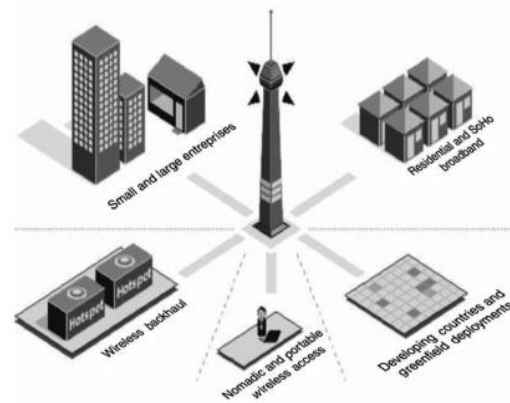 Small and large entreprises
Residential and SoHo
broadband
Hotspot
Hotspot
Wireless backhaul
Nomadic and portable
wireless access
Developing countries and
greenfield deployments